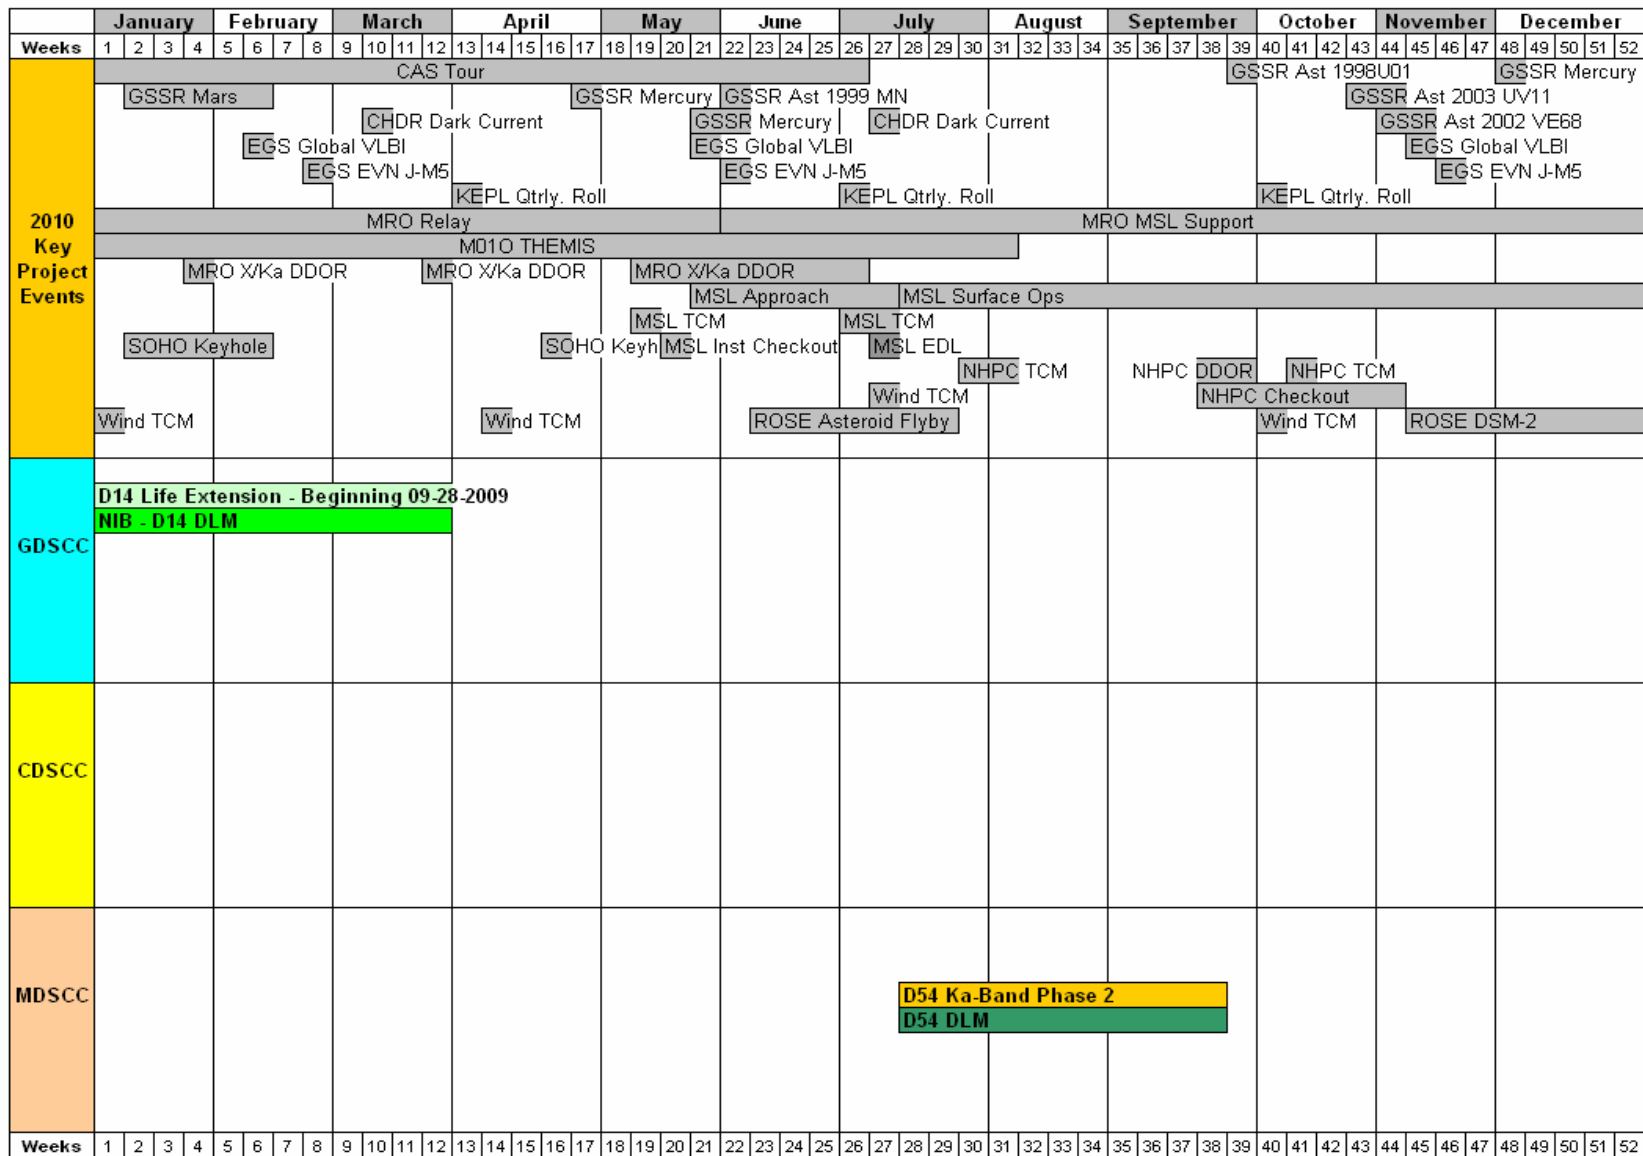 January February March April May June July August September October November December
Weeks 1 2 3 4 5 6 7 8 9 10 11 12 13 14 15 16 17 18 19 20 21 22 23 24 25 26 27 28 29 30 31 32 33 34 35 36 37 38 39 40 41 42 43 44 45 46 47 48 49 50 51 52
CAS Tour GSSR Ast 1998U01 GSSR Mercury
GSSR Mars GSSR Mercury GSSR Ast 1999 MN GSSR Ast 2003 UV11
CHDR Dark Current GSSR Mercury CHDR Dark Current GSSR Ast 2002 VE68
EGS Global VLBI EGS Global VLBI EGS Global VLBI
EGS EVN J-M5 EGS EVN J-M5 EGS EVN J-M5
KEPL Qtrly. Roll KEPL Qtrly. Roll KEPL Qtrly. Roll
2010
Key
Project
Events
MRO Relay MRO MSL Support
M01O THEMIS
MRO X/Ka DDOR MRO X/Ka DDOR MRO X/Ka DDOR
MSL Approach MSL Surface Ops
MSL TCM MSL TCM
SOHO Keyhole SOHO Keyh MSL Inst Checkout MSL EDL
NHPC TCM NHPC DDOR NHPC TCM
Wind TCM NHPC Checkout
Wind TCM Wind TCM ROSE Asteroid Flyby Wind TCM ROSE DSM-2
D14 Life Extension - Beginning 09-28-2009
NIB - D14 DLM
GDSCC
CDSCC
MDSCC
D54 Ka-Band Phase 2
D54 DLM
Weeks 1 2 3 4 5 6 7 8 9 10 11 12 13 14 15 16 17 18 19 20 21 22 23 24 25 26 27 28 29 30 31 32 33 34 35 36 37 38 39 40 41 42 43 44 45 46 47 48 49 50 51 52